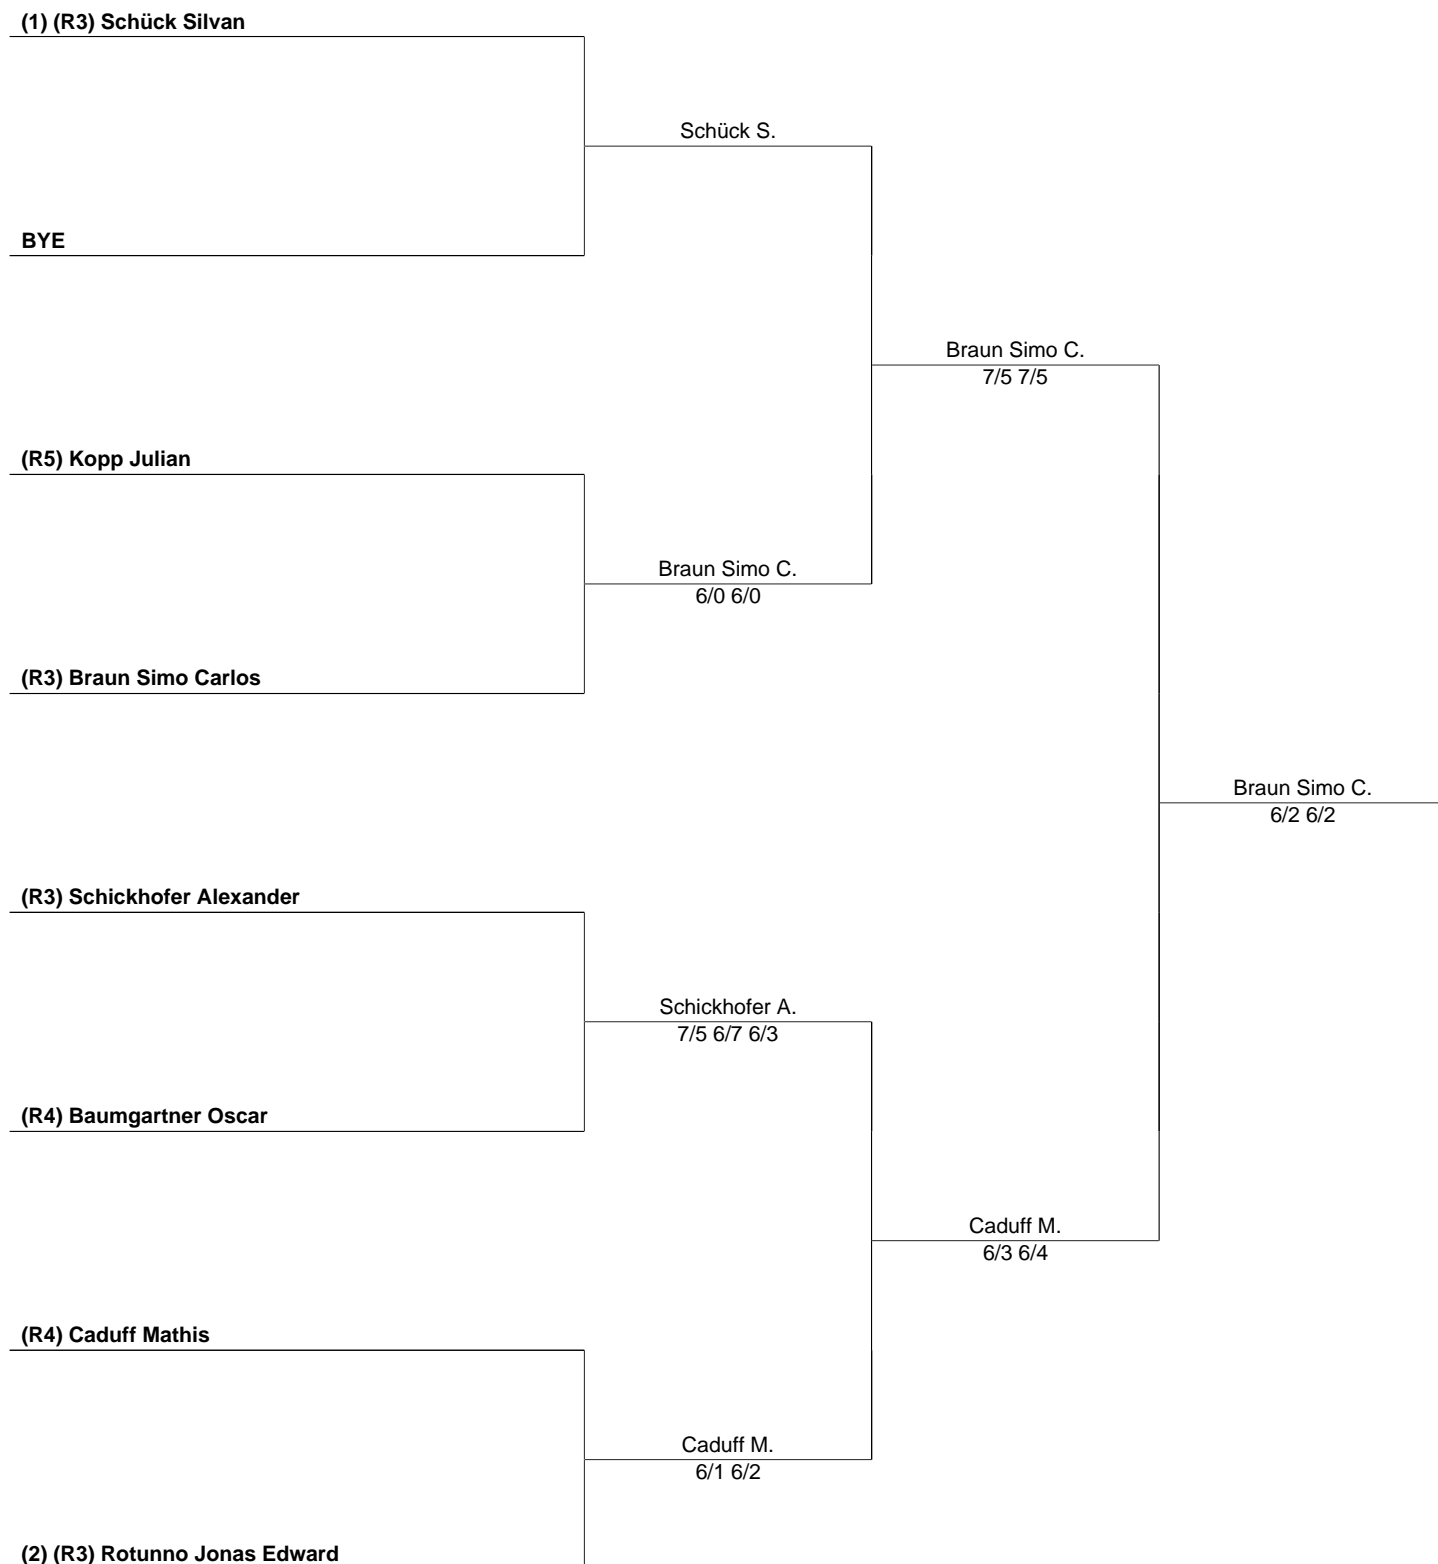 (1) (R3) Schück Silvan
Schück S.
BYE
Braun Simo C.
7/5 7/5
(R5) Kopp Julian
Braun Simo C.
6/0 6/0
(R3) Braun Simo Carlos
Braun Simo C.
6/2 6/2
(R3) Schickhofer Alexander
Schickhofer A.
7/5 6/7 6/3
(R4) Baumgartner Oscar
Caduff M.
6/3 6/4
(R4) Caduff Mathis
Caduff M.
6/1 6/2
(2) (R3) Rotunno Jonas Edward